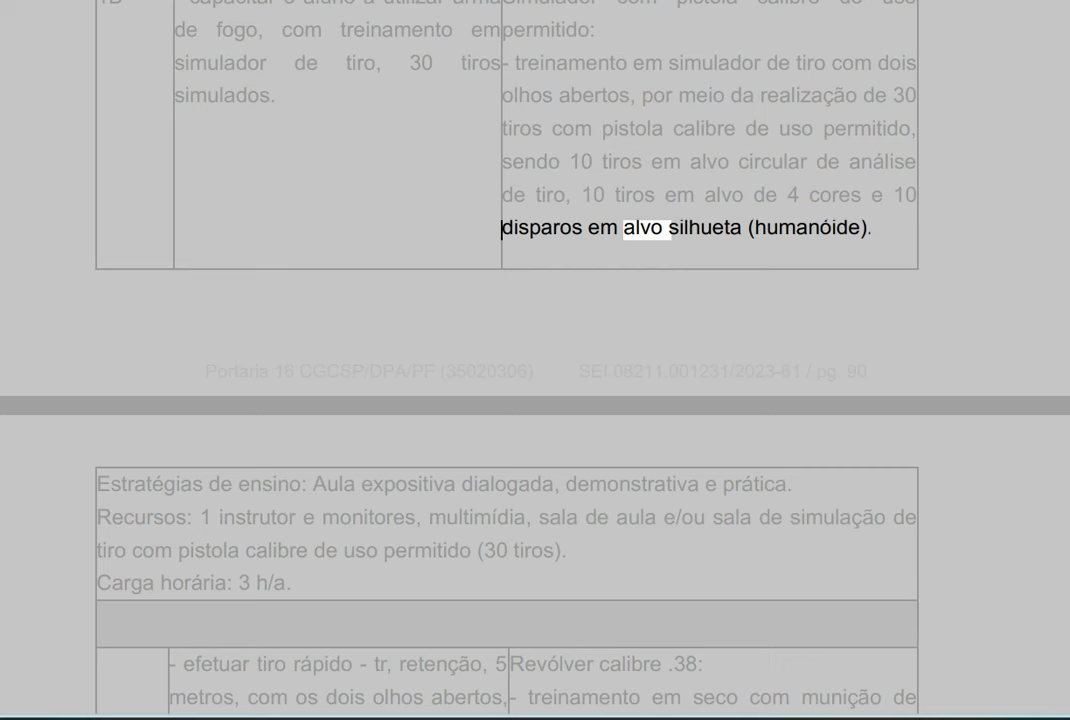 de fogo, com treinamento em
simulador de tiro, 30 tiros
simulados.
permitido:
- treinamento em simulador de tiro com dois
olhos abertos, por meio da realização de 30
tiros com pistola calibre de uso permitido,
sendo 10 tiros em alvo circular de análise
de tiro, 10 tiros em alvo de 4 cores e 10
disparos em alvo silhueta (humanóide).
Portaria 16 CGCSP/DPA/PF (35020306) SEI 08211.001231/2023-61 / pg. 90
Estratégias de ensino: Aula expositiva dialogada, demonstrativa e prática.
Recursos: 1 instrutor e monitores, multimídia, sala de aula e/ou sala de simulação de
tiro com pistola calibre de uso permitido (30 tiros).
Carga horária: 3 h/a.
- efetuar tiro rápido - tr, retenção, 5
metros, com os dois olhos abertos,
Revólver calibre .38:
- treinamento em seco com munição de